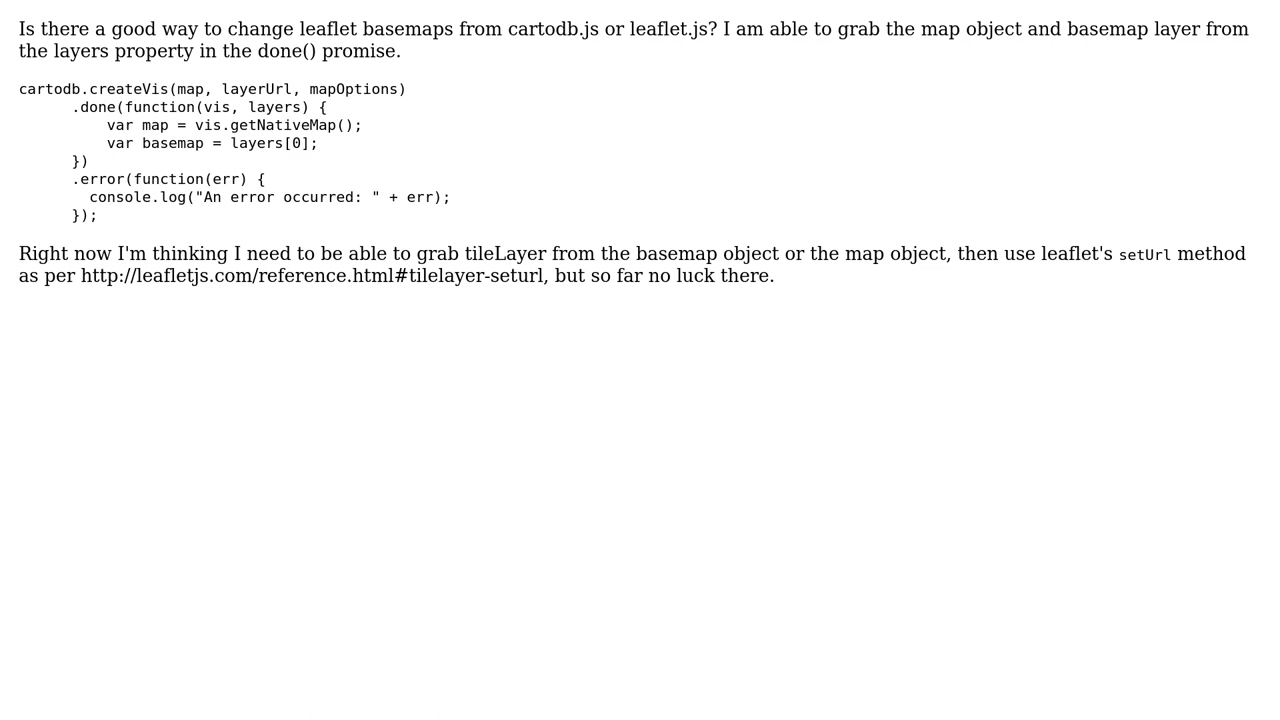 Is there a good way to change leaflet basemaps from cartodb.js or leaflet.js? I am able to grab the map object and basemap layer from
the layers property in the done() promise.
cartodb.createVis(map, layerUrl, mapOptions)
      .done(function(vis, layers) {
          var map = vis.getNativeMap();
          var basemap = layers[0];
      })
      .error(function(err) {
        console.log("An error occurred: " + err);
      });
Right now I'm thinking I need to be able to grab tileLayer from the basemap object or the map object, then use leaflet's setUrl method
as per http://leafletjs.com/reference.html#tilelayer-seturl, but so far no luck there.